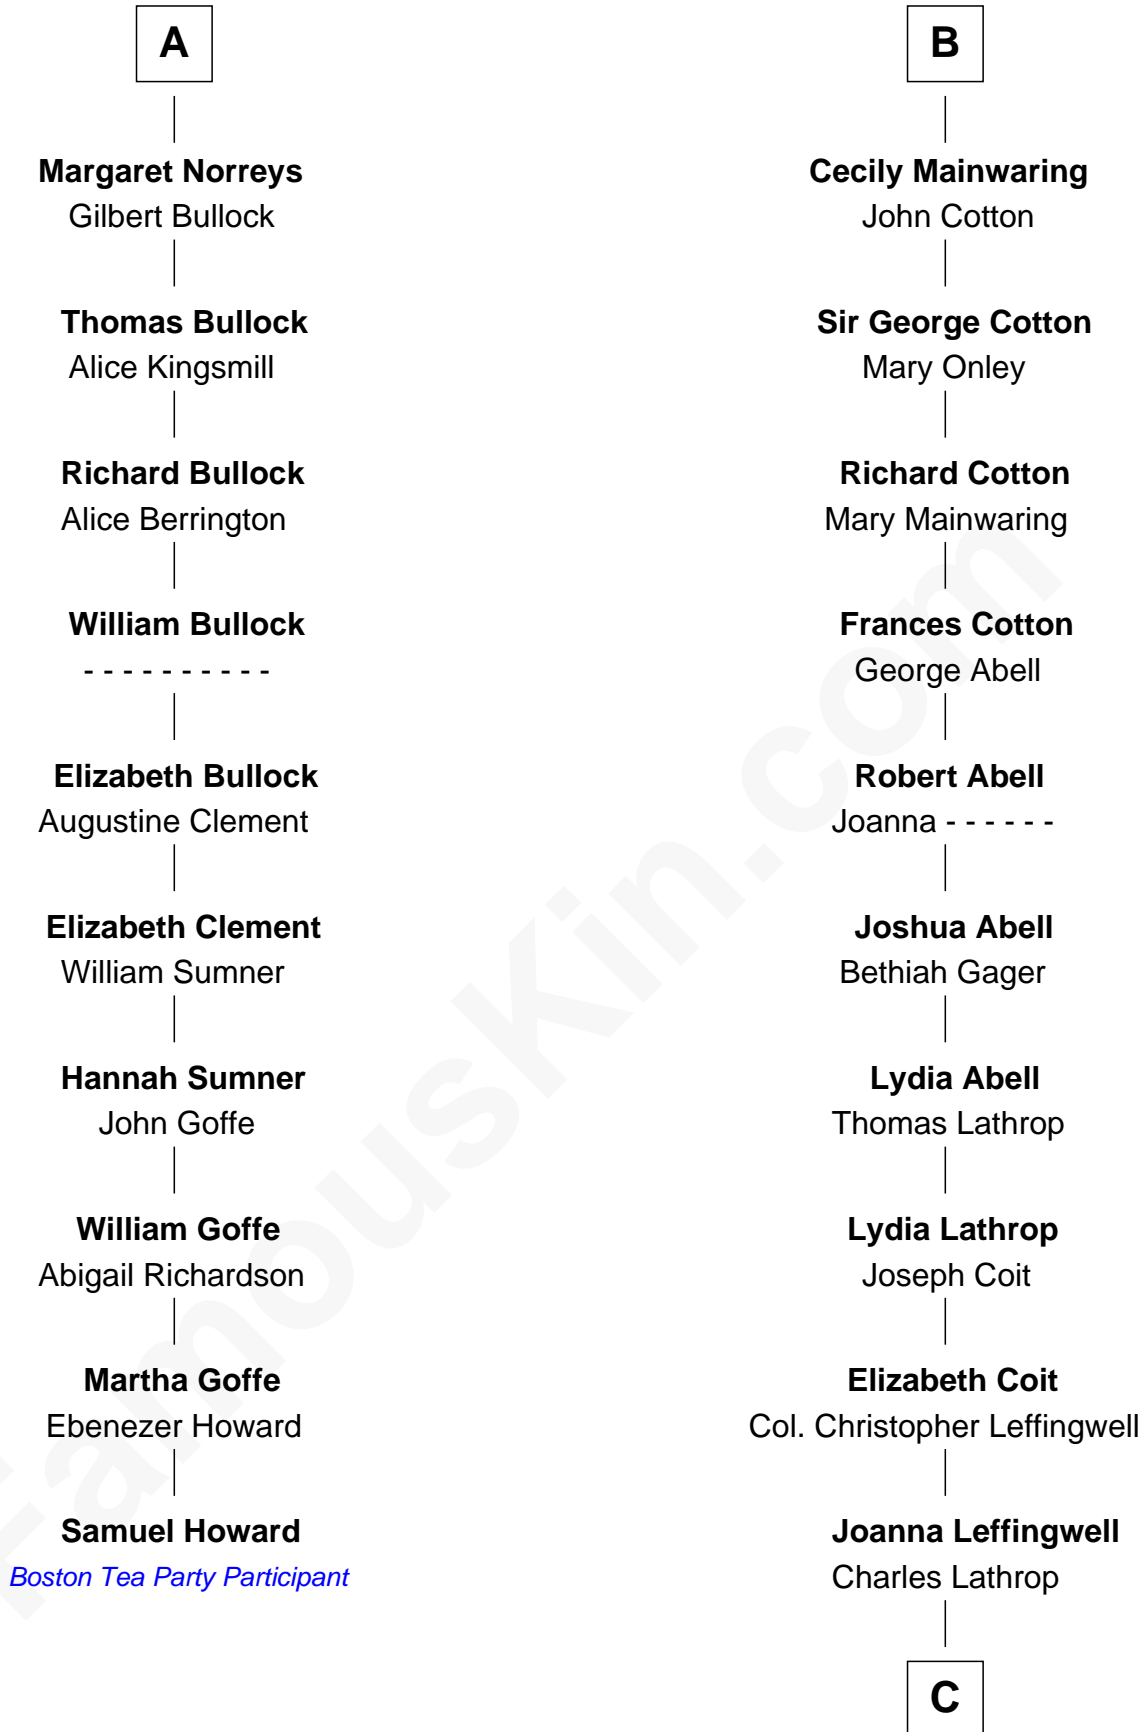 A
Margaret Norreys
Gilbert Bullock
Thomas Bullock
Alice Kingsmill
Richard Bullock
Alice Berrington
William Bullock
- - - - - - - - - -
Elizabeth Bullock
Augustine Clement
Elizabeth Clement
William Sumner
Hannah Sumner
John Goffe
William Goffe
Abigail Richardson
Martha Goffe
Ebenezer Howard
Samuel Howard
Boston Tea Party Participant
B
Cecily Mainwaring
John Cotton
Sir George Cotton
Mary Onley
Richard Cotton
Mary Mainwaring
Frances Cotton
George Abell
Robert Abell
Joanna - - - - - -
Joshua Abell
Bethiah Gager
Lydia Abell
Thomas Lathrop
Lydia Lathrop
Joseph Coit
Elizabeth Coit
Col. Christopher Leffingwell
Joanna Leffingwell
Charles Lathrop
C
FamousKin.com